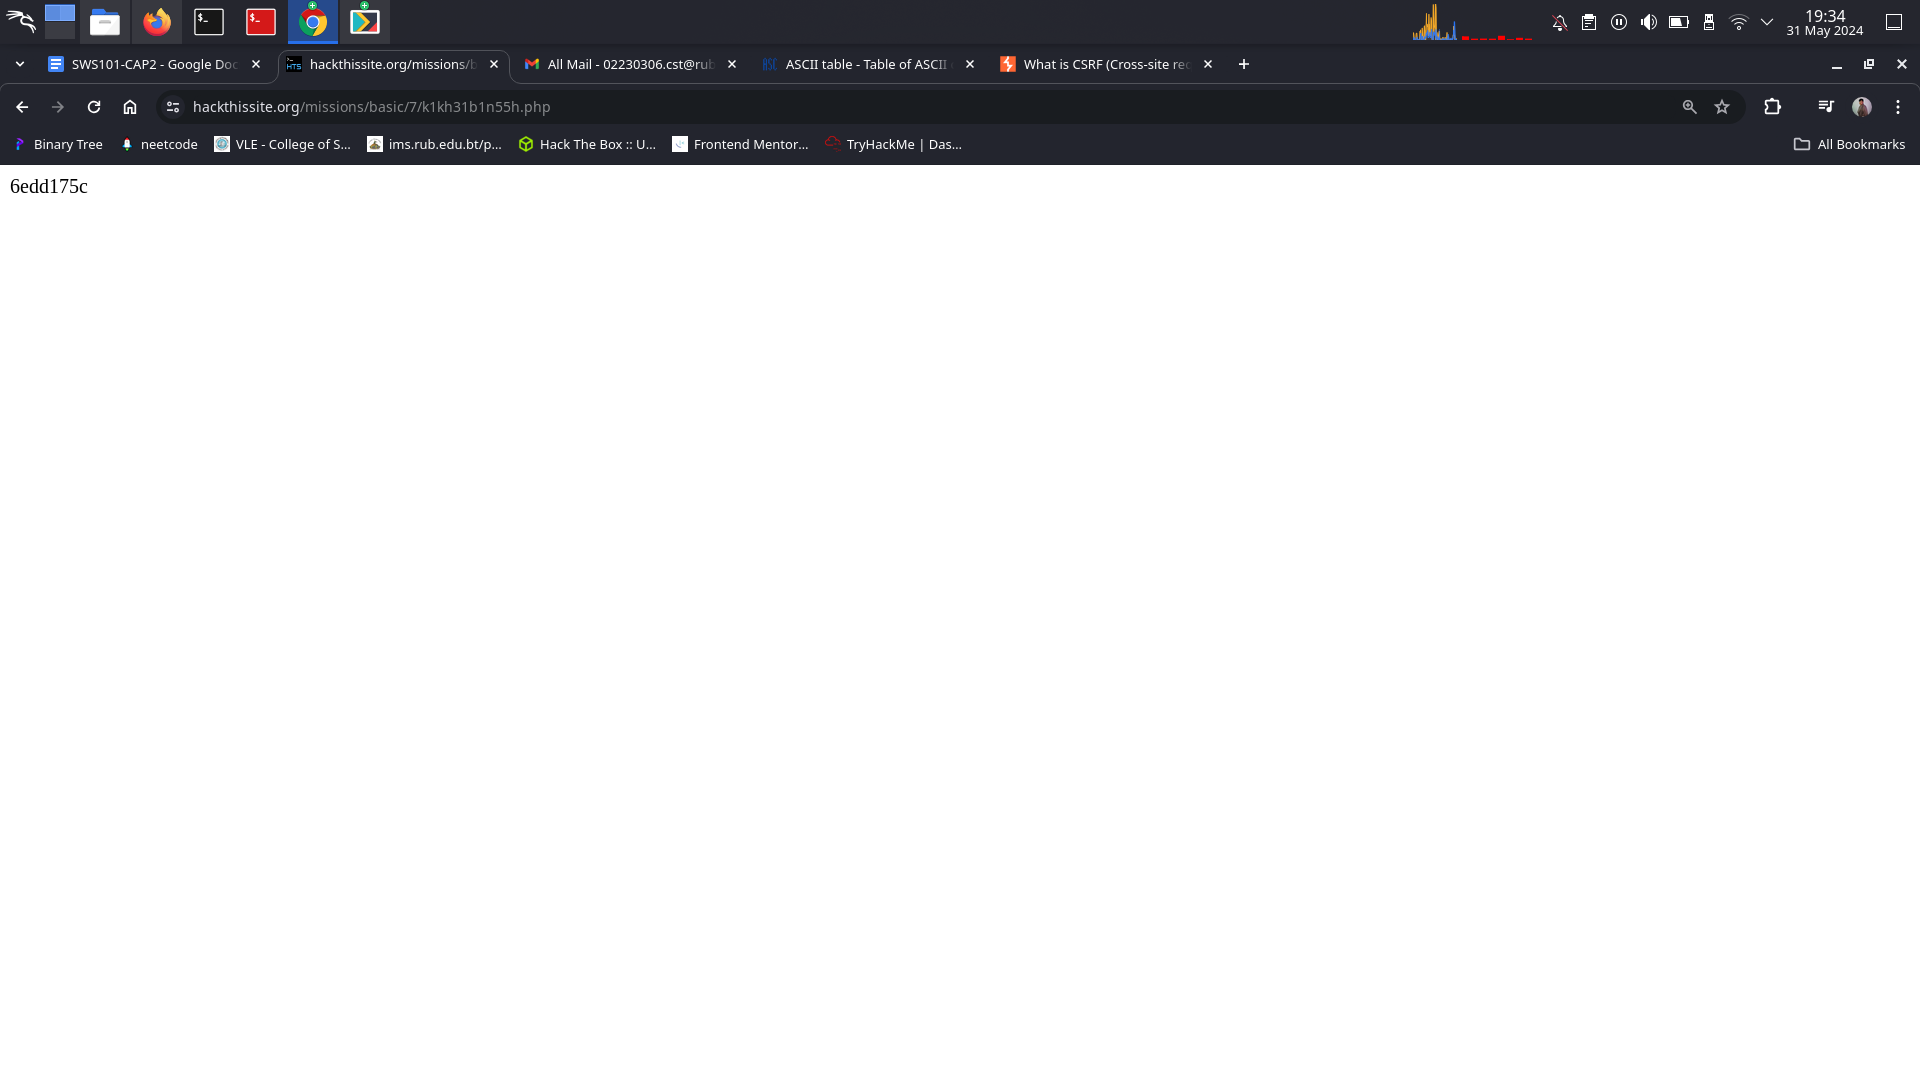 19:34
31 May 2024
SWS101-CAP2 - Google Doc
hackthissite.org/missions/b
All Mail - 02230306.cst@rub
ASCII table - Table of ASCII
What is CSRF (Cross-site rec
hackthissite.org/missions/basic/7/k1kh31b1n55h.php
Binary Tree
neetcode
VLE - College of S...
ims.rub.edu.bt/p...
Hack The Box :: U...
Frontend Mentor...
TryHackMe | Das...
All Bookmarks
6edd175c